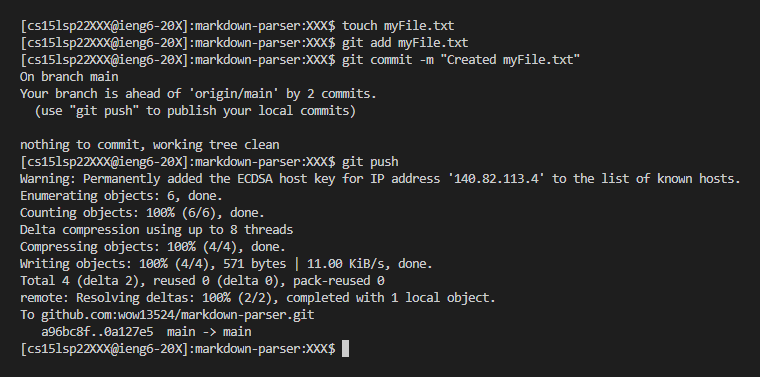 [cs15lsp22XXX@ieng6-20X]:markdown-parser:XXX$ touch myFile.txt
[cs15lsp22XXX@ieng6-20X]:markdown-parser:XXX$ git add myFile.txt
[cs15lsp22XXX@ieng6-20X]:markdown-parser:XXX$ git commit -m "Created myFile.txt"
On branch main
Your branch is ahead of 'origin/main' by 2 commits.
  (use "git push" to publish your local commits)

nothing to commit, working tree clean
[cs15lsp22XXX@ieng6-20X]:markdown-parser:XXX$ git push
Warning: Permanently added the ECDSA host key for IP address '140.82.113.4' to the list of known hosts.
Enumerating objects: 6, done.
Counting objects: 100% (6/6), done.
Delta compression using up to 8 threads
Compressing objects: 100% (4/4), done.
Writing objects: 100% (4/4), 571 bytes | 11.00 KiB/s, done.
Total 4 (delta 2), reused 0 (delta 0), pack-reused 0
remote: Resolving deltas: 100% (2/2), completed with 1 local object.
To github.com:wow13524/markdown-parser.git
   a96bc8f..0a127e5  main -> main
[cs15lsp22XXX@ieng6-20X]:markdown-parser:XXX$